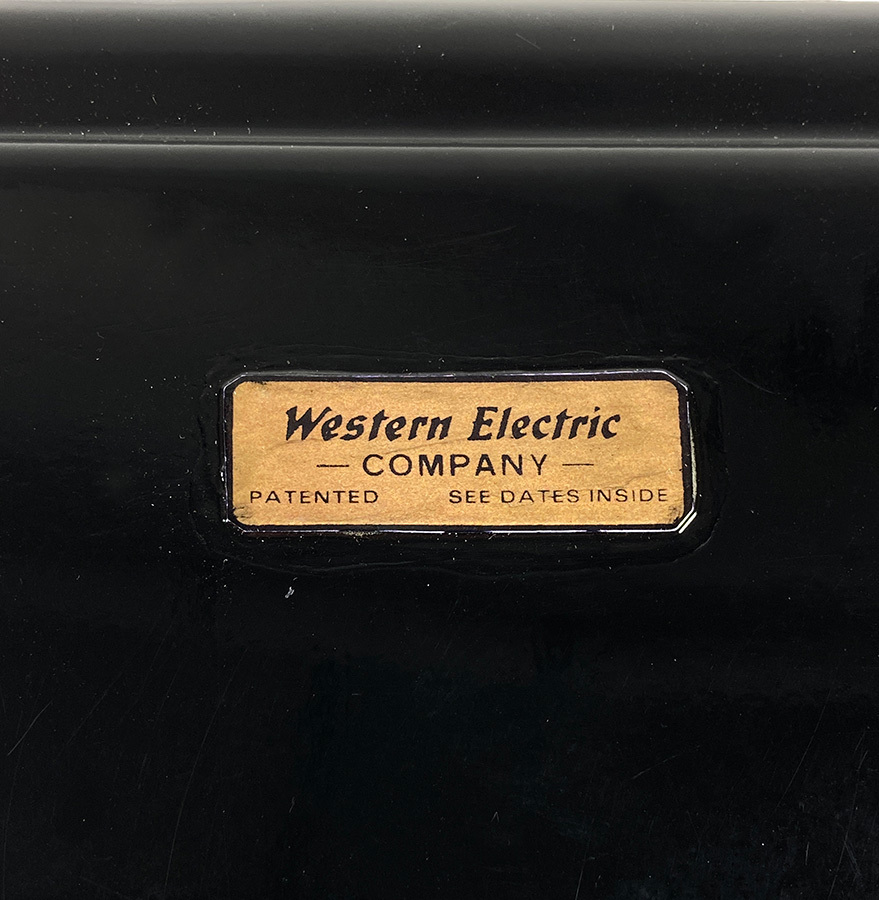 Western Electric
— COMPANY —
PATENTED SEE DATES INSIDE